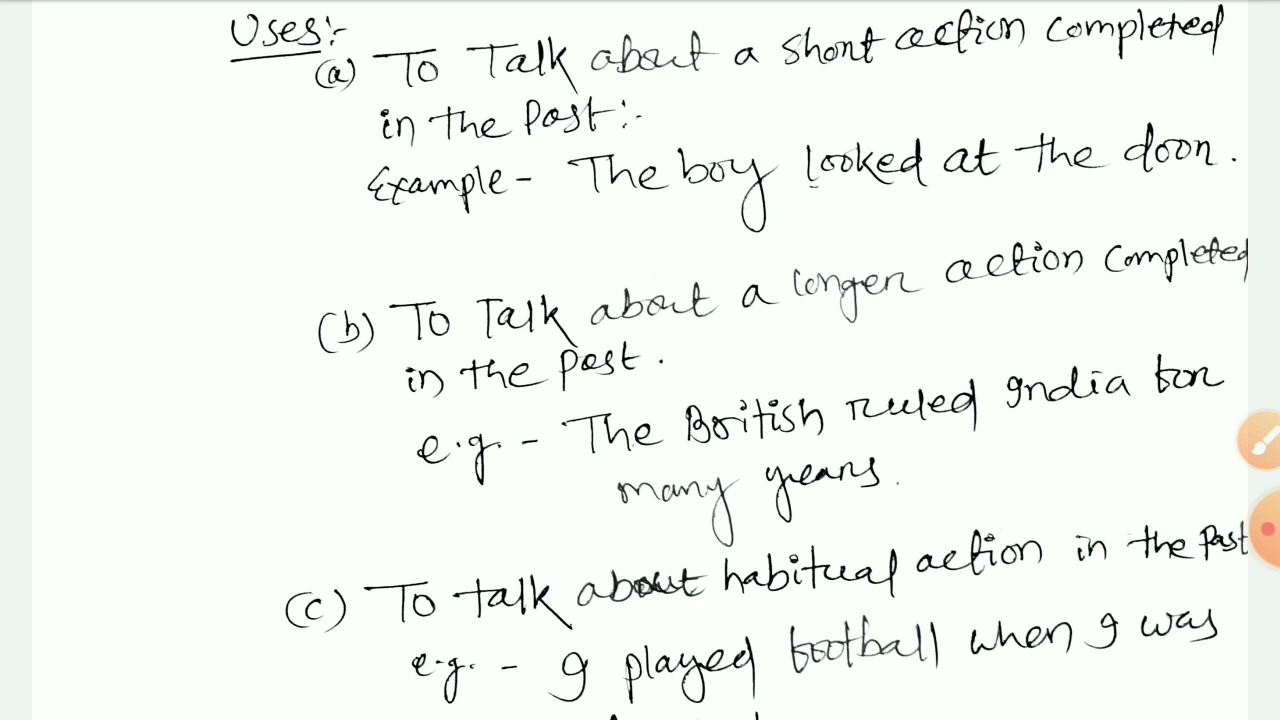 Uses:-
(a) To Talk about a short action completed
in the Past:-
Example - The boy looked at the door.
(b) To Talk about a longer action completed
in the past.
e.g. - The British ruled India for
many years.
(c) To talk about habitual action in the Past
e.g. - I played football when I was